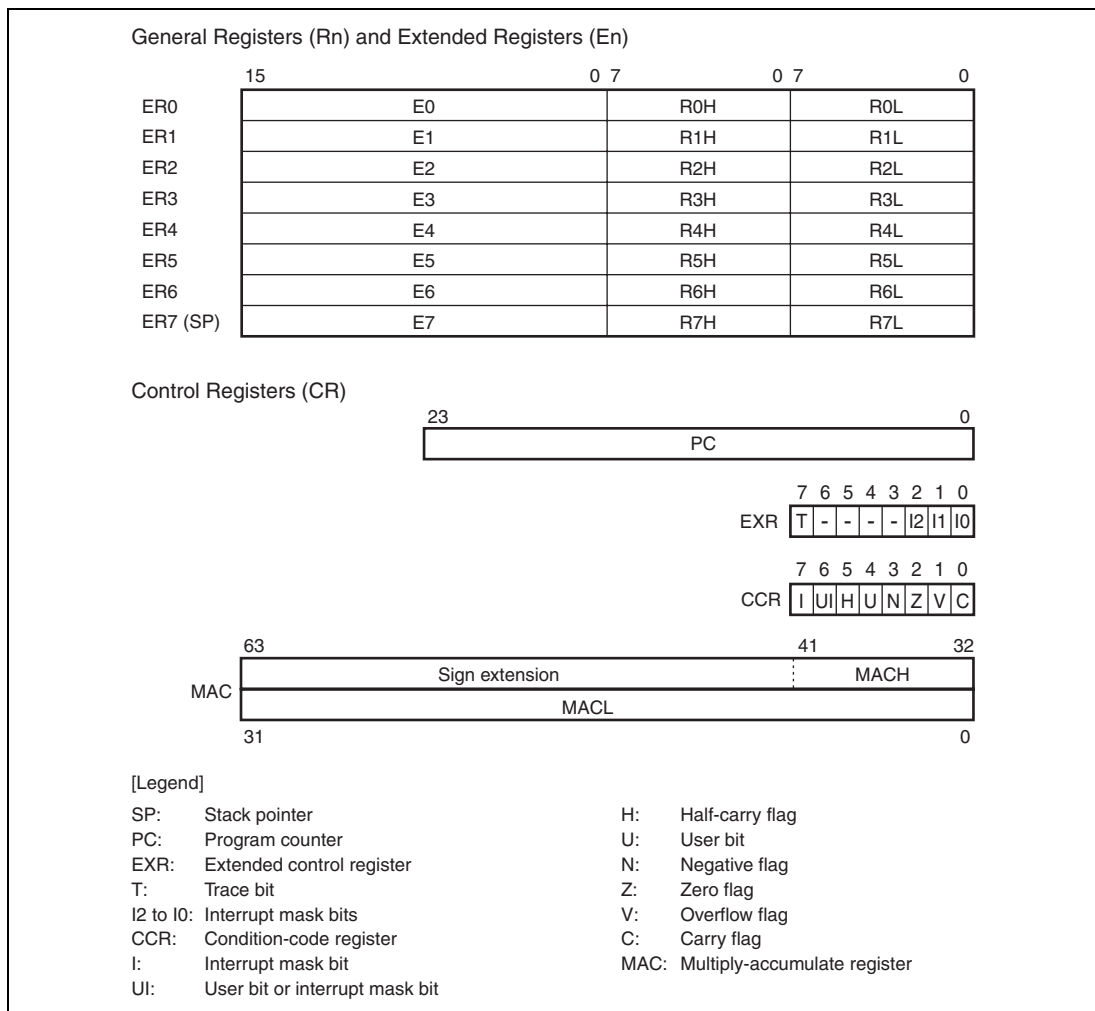 General Registers (Rn) and Extended Registers (En)
15 0 7 0 7 0
ER0 E0 R0H R0L
ER1 E1 R1H R1L
ER2 E2 R2H R2L
ER3 E3 R3H R3L
ER4 E4 R4H R4L
ER5 E5 R5H R5L
ER6 E6 R6H R6L
ER7 (SP) E7 R7H R7L
Control Registers (CR)
23 0
PC
7 6 5 4 3 2 1 0
EXR T - - - - I2 I1 I0
7 6 5 4 3 2 1 0
CCR I UI H U N Z V C
63 41 32
MAC Sign extension MACH
MACL
31 0
[Legend]
SP: Stack pointer
PC: Program counter
EXR: Extended control register
T: Trace bit
I2 to I0: Interrupt mask bits
CCR: Condition-code register
I: Interrupt mask bit
UI: User bit or interrupt mask bit
H: Half-carry flag
U: User bit
N: Negative flag
Z: Zero flag
V: Overflow flag
C: Carry flag
MAC: Multiply-accumulate register